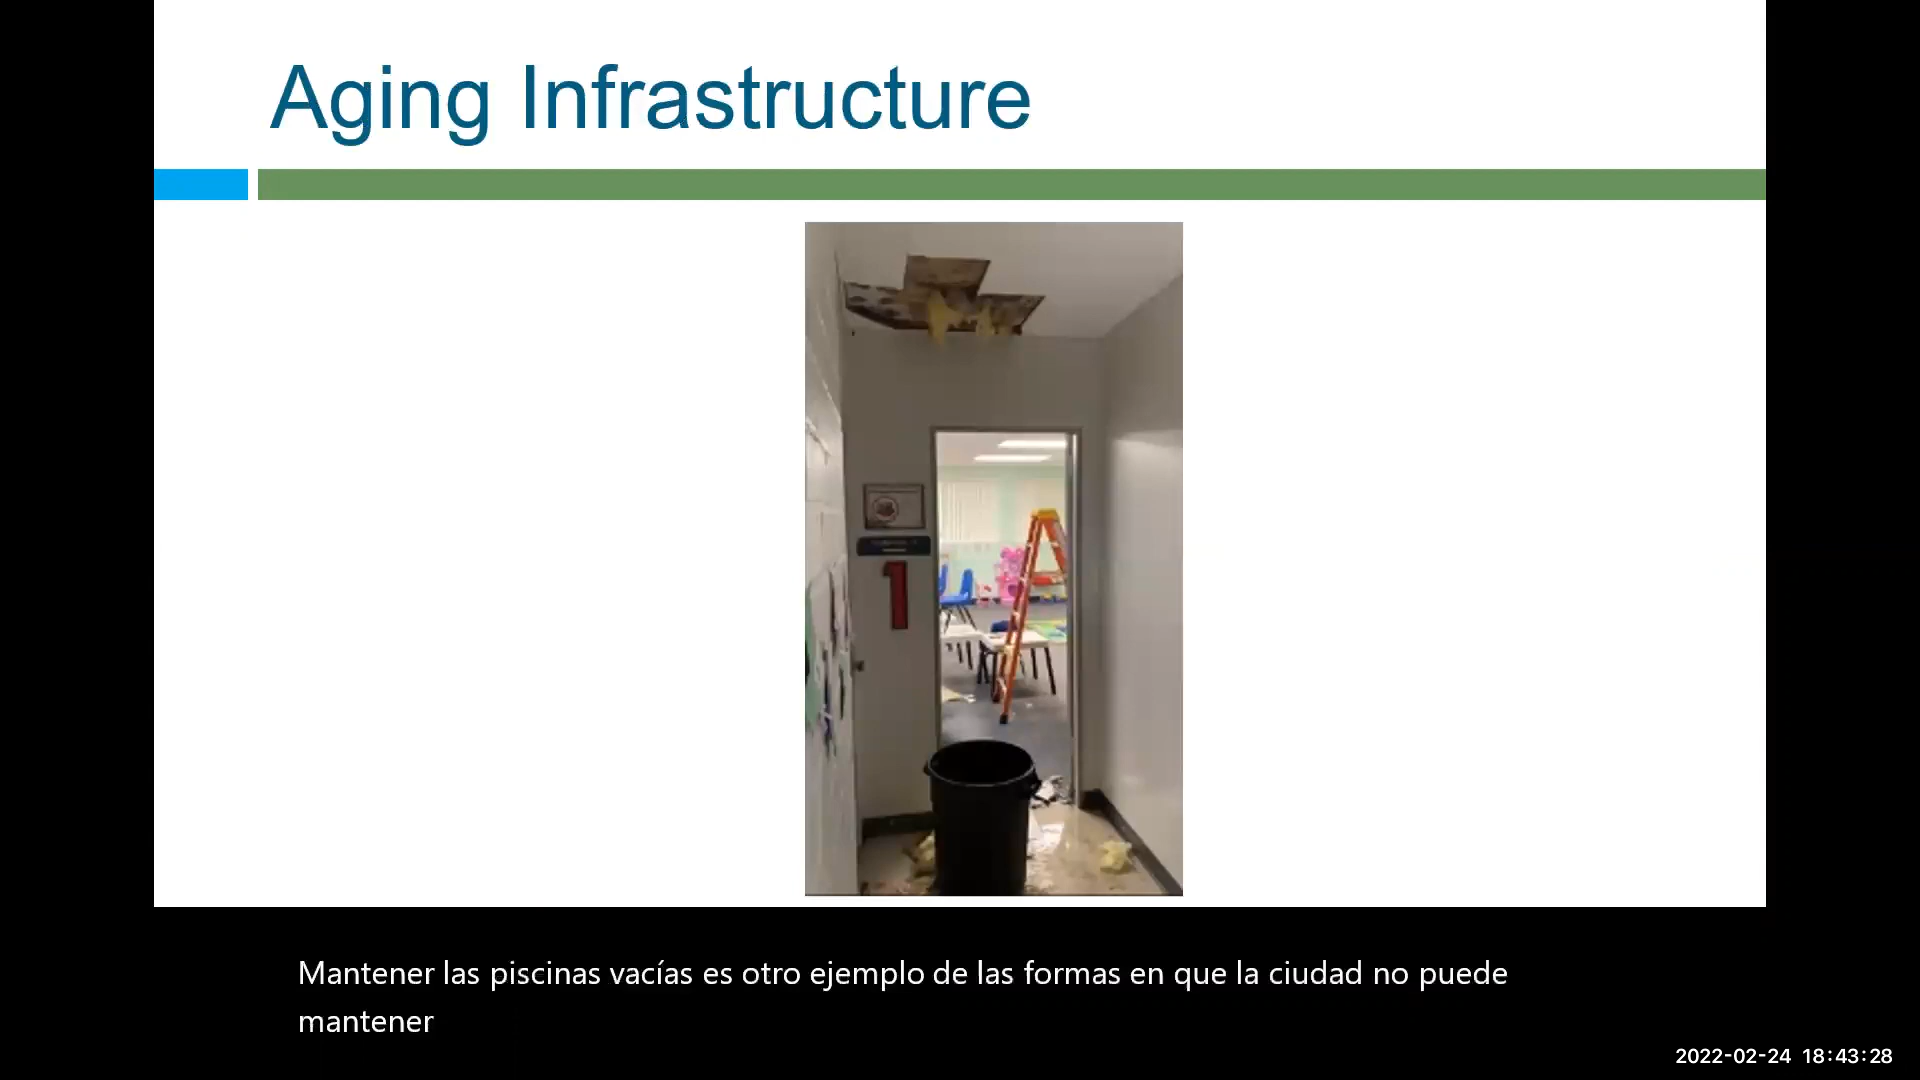 Aging Infrastructure
1
Mantener las piscinas vacías es otro ejemplo de las formas en que la ciudad no puede
mantener
2022-02-24 18:43:28